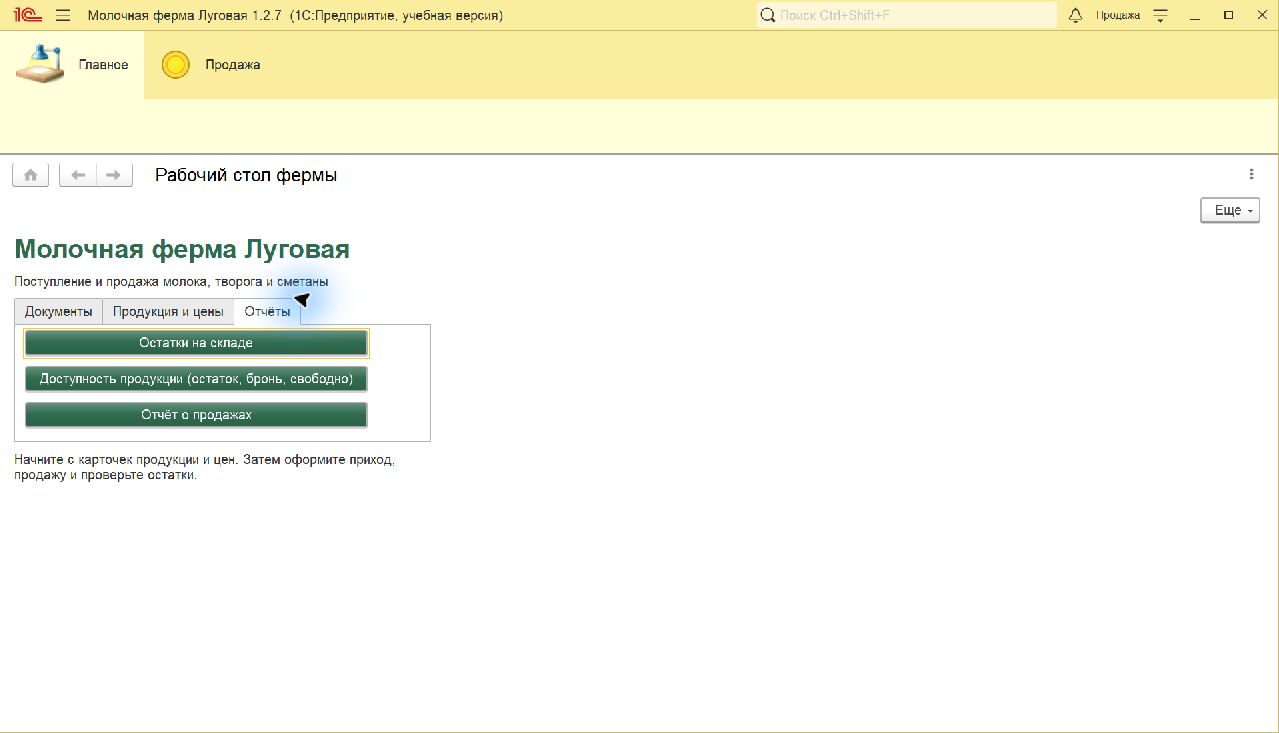 1С Молочная ферма Луговая 1.2.7 (1С:Предприятие, учебная версия) Поиск Ctrl+Shift+F Продажа
Главное Продажа
Рабочий стол фермы
Еще
Молочная ферма Луговая
Поступление и продажа молока, творога и сметаны
Документы Продукция и цены Отчёты
Остатки на складе
Доступность продукции (остаток, бронь, свободно)
Отчёт о продажах
Начните с карточек продукции и цен. Затем оформите приход,
продажу и проверьте остатки.